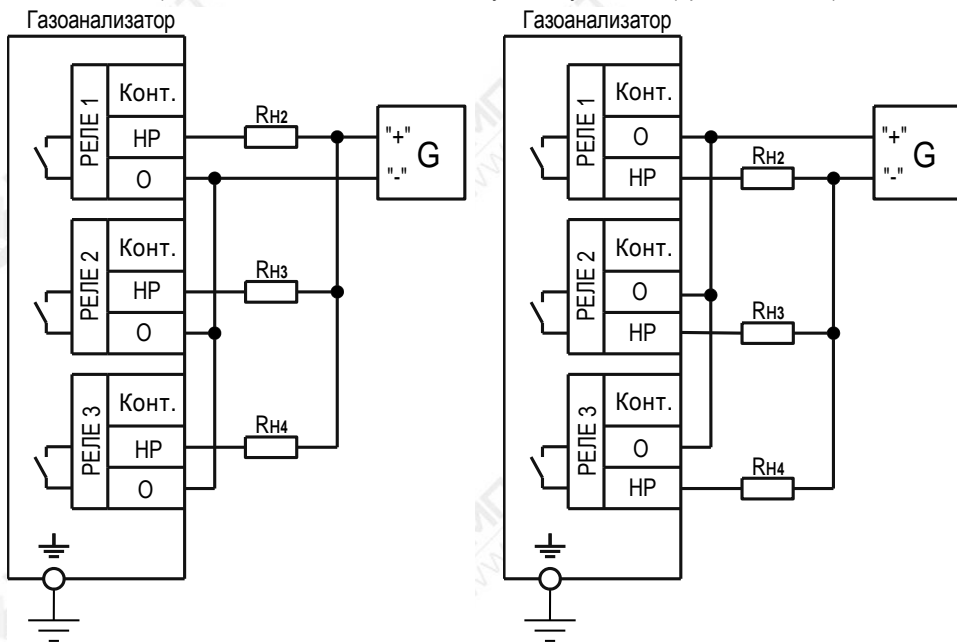 Газоанализатор
РЕЛЕ 1
Конт.
НР
О
Rн2
"+"
"-"
G
РЕЛЕ 2
Конт.
НР
О
Rн3
РЕЛЕ 3
Конт.
НР
О
Rн4
Газоанализатор
РЕЛЕ 1
Конт.
О
НР
Rн2
"+"
"-"
G
РЕЛЕ 2
Конт.
О
НР
Rн3
РЕЛЕ 3
Конт.
О
НР
Rн4